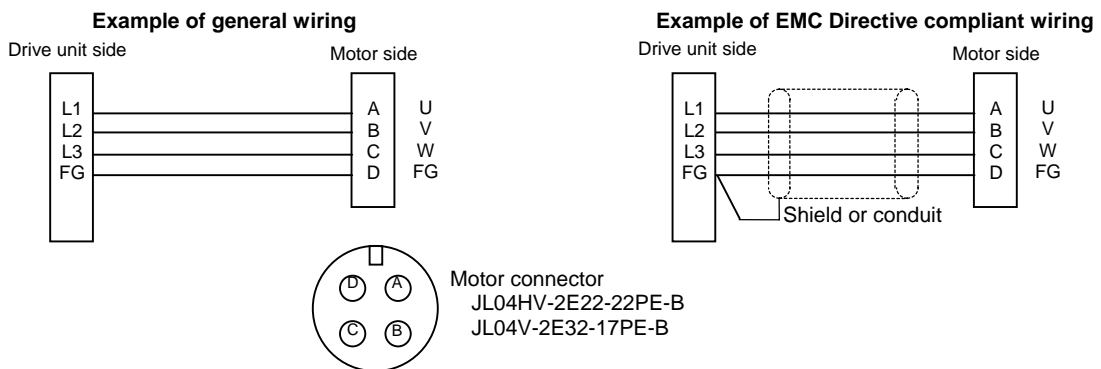 Example of general wiring
Drive unit side
Motor side
L1
L2
L3
FG
A
B
C
D
U
V
W
FG
Example of EMC Directive compliant wiring
Drive unit side
Motor side
L1
L2
L3
FG
A
B
C
D
U
V
W
FG
Shield or conduit
D
A
C
B
Motor connector
JL04HV-2E22-22PE-B
JL04V-2E32-17PE-B